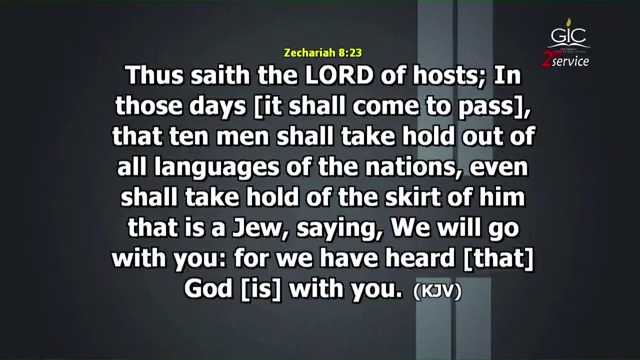 Zechariah 8:23
GIC
2nd service
Thus saith the LORD of hosts; In
those days [it shall come to pass],
that ten men shall take hold out of
all languages of the nations, even
shall take hold of the skirt of him
that is a Jew, saying, We will go
with you: for we have heard [that]
God [is] with you. (KJV)